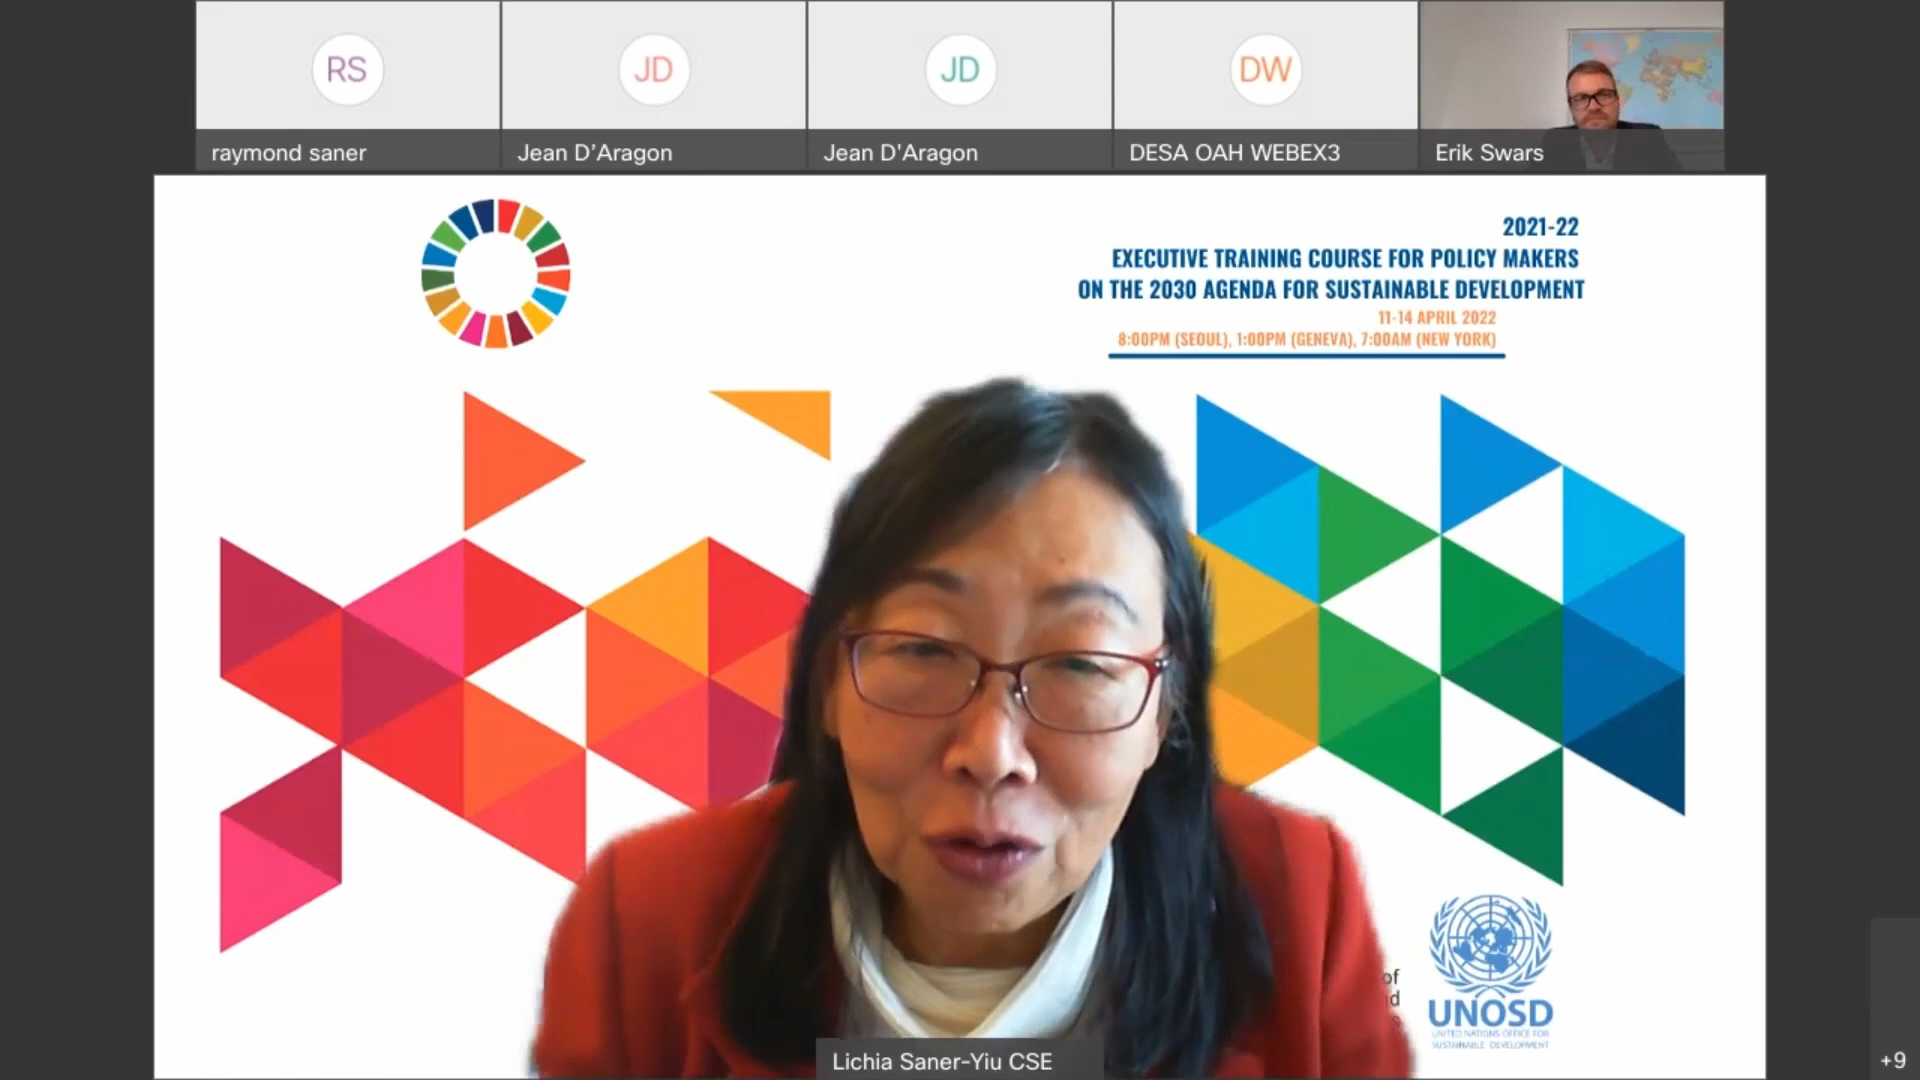 RS
JD
JD
DW
raymond saner
Jean D'Aragon
Jean D'Aragon
DESA OAH WEBEX3
Erik Swars
2021-22
EXECUTIVE TRAINING COURSE FOR POLICY MAKERS
ON THE 2030 AGENDA FOR SUSTAINABLE DEVELOPMENT
11-14 APRIL 2022
8:00PM (SEOUL), 1:00PM (GENEVA), 7:00AM (NEW YORK)
of
UNOSD
UNITED NATIONS OFFICE FOR
SUSTAINABLE DEVELOPMENT
Lichia Saner-Yiu CSE
+9